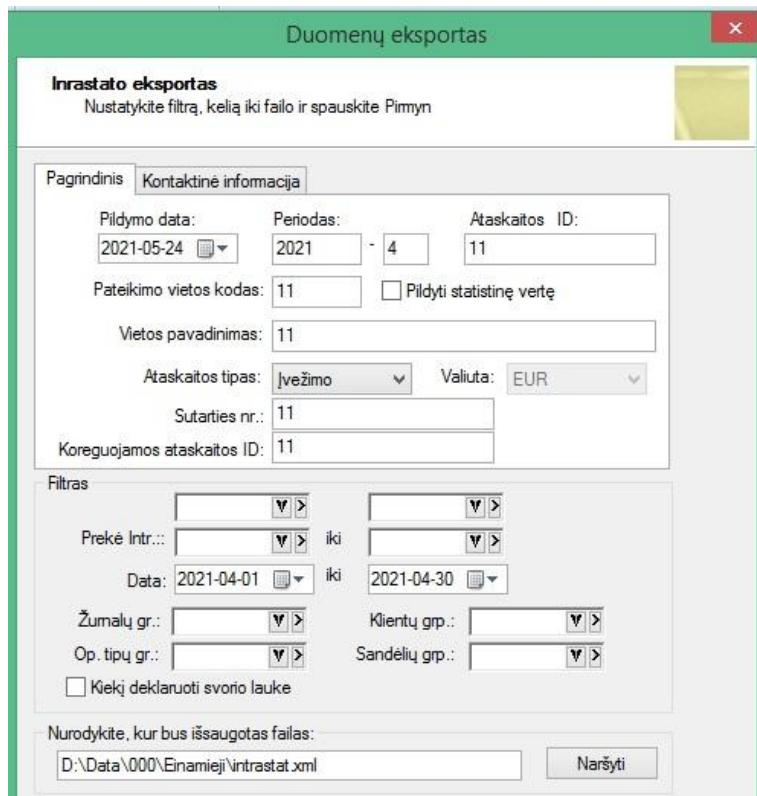 Duomenų eksportas
Inrastato eksportas
Nustatykite filtrą, kelią iki failo ir spauskite Pirmyn
Pagrindinis Kontaktinė informacija
Pildymo data: Periodas: Ataskaitos ID:
2021-05-24 2021 - 4 11
Pateikimo vietos kodas: 11 Pildyti statistinę vertę
Vietos pavadinimas: 11
Ataskaitos tipas: Įvežimo Valiuta: EUR
Sutarties nr.: 11
Koreguojamos ataskaitos ID: 11
Filtras
Prekė Intr.:: iki
Data: 2021-04-01 iki 2021-04-30
Žurnalų gr.: Klientų grp.:
Op. tipų gr.: Sandėlių grp.:
Kiekį deklaruoti svorio lauke
Nurodykite, kur bus išsaugotas failas:
D:\Data\000\Einamieji\intrastat.xml Naršyti